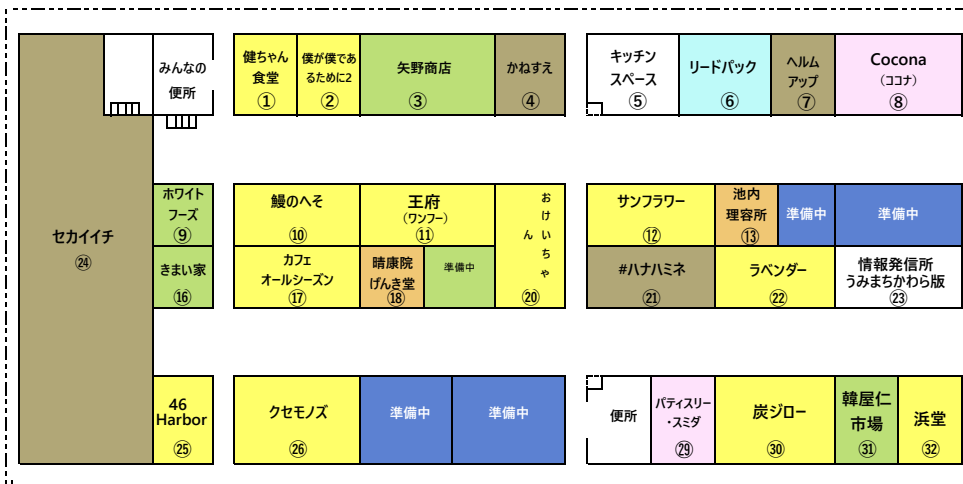 みんなの
便所
健ちゃん
食堂
①
僕が僕であ
るために2
②
矢野商店
③
かねすえ
④
キッチン
スペース
⑤
リードパック
⑥
ヘルム
アップ
⑦
Cocona
(ココナ)
⑧
セカイイチ
㉔
ホワイト
フーズ
⑨
鰻のへそ
⑩
王府
(ワンフー)
⑪
おけいちゃん
⑳
サンフラワー
⑫
池内
理容所
⑬
準備中
準備中
きまい家
⑯
カフェ
オールシーズン
⑰
晴康院
げんき堂
⑱
準備中
#ハナハミネ
㉑
ラベンダー
㉒
情報発信所
うみまちかわら版
㉓
46
Harbor
㉕
クセモノズ
㉖
準備中
準備中
便所
パティスリー
・スミダ
㉙
炭ジロー
㉚
韓屋仁
市場
㉛
浜堂
㉜